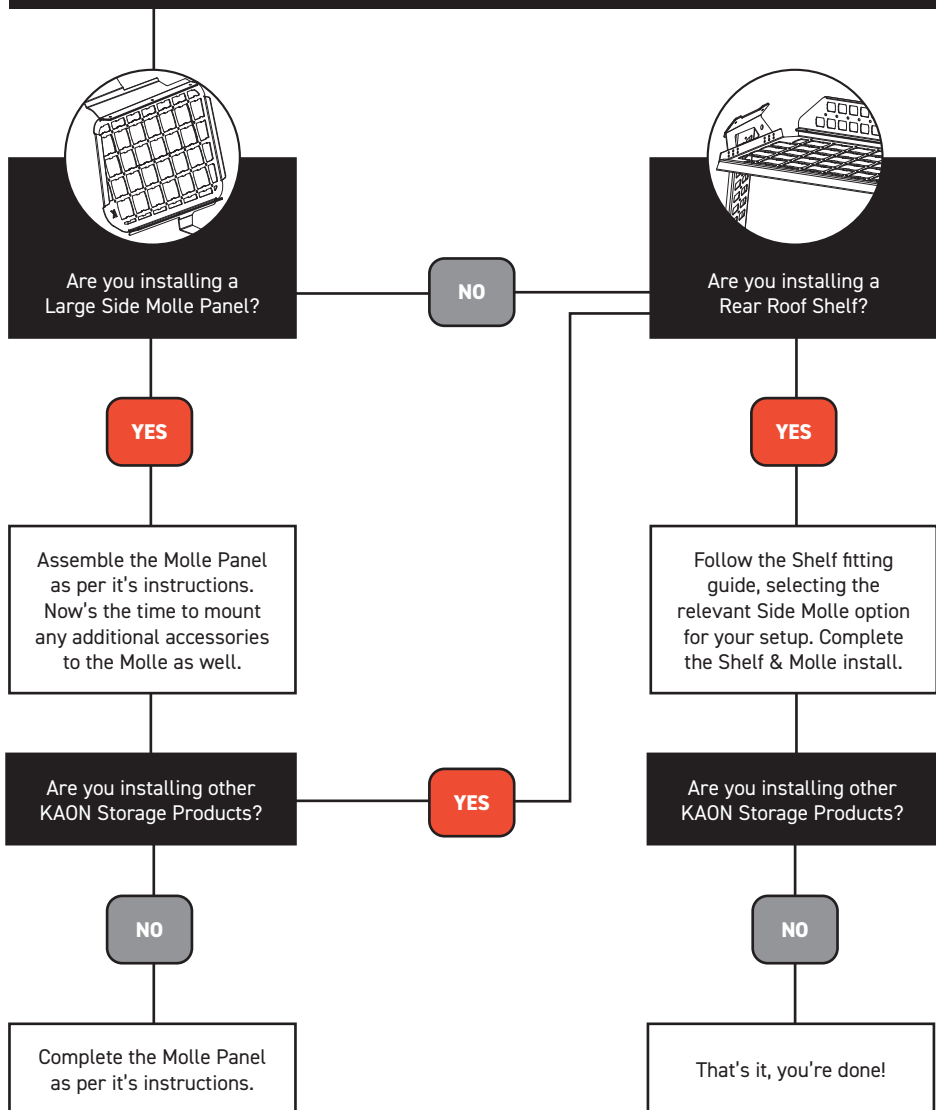 Are you installing a
Large Side Molle Panel?
NO
Are you installing a
Rear Roof Shelf?
YES
YES
Assemble the Molle Panel
as per it's instructions.
Now's the time to mount
any additional accessories
to the Molle as well.
Follow the Shelf fitting
guide, selecting the
relevant Side Molle option
for your setup. Complete
the Shelf & Molle install.
Are you installing other
KAON Storage Products?
YES
Are you installing other
KAON Storage Products?
NO
NO
Complete the Molle Panel
as per it's instructions.
That's it, you're done!